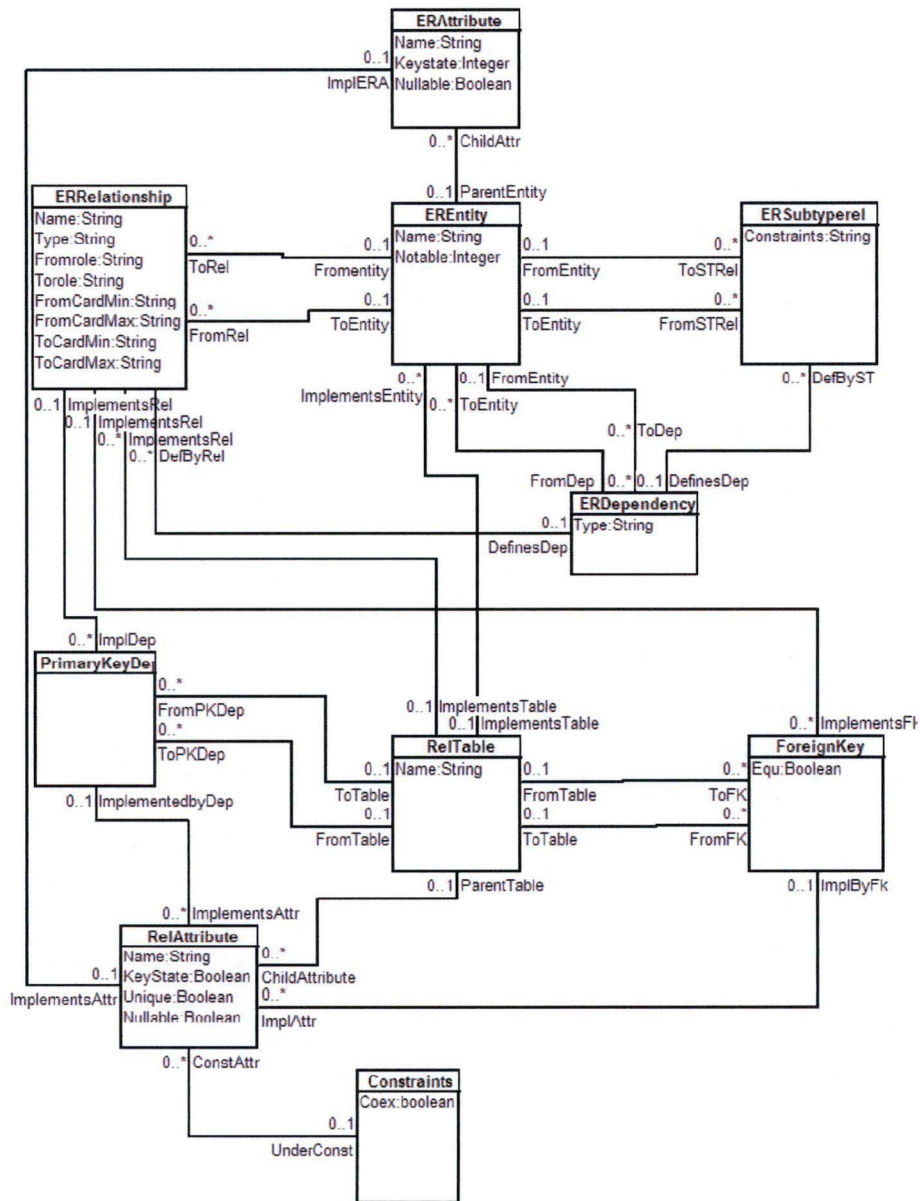 ERAttribute
Name:String
Keystate:Integer
Nullable:Boolean
0..1
ImplERA
0..* ChildAttr
0..1 ParentEntity
ERRelationship
Name:String
Type:String
Fromrole:String
Torole:String
FromCardMin:String
FromCardMax:String
ToCardMin:String
ToCardMax:String
0..*
ToRel
0..*
FromRel
EREntity
Name:String
Notable:Integer
0..1
Fromentity
0..1
ToEntity
0..1
FromEntity
0..1
ToEntity
ERSubtyperel
Constraints:String
0..*
ToSTRel
0..*
FromSTRel
0..1 ImplementsRel
0..1 ImplementsRel
0..* ImplementsRel
0..* DefByRel
0..*
ImplementsEntity
0..1 FromEntity
0..* ToEntity
0..* DefByST
0..* ToDep
FromDep 0..* 0..1 DefinesDep
ERDependency
Type:String
0..1
DefinesDep
0..* ImplDep
PrimaryKeyDep
0..*
FromPKDep
0..*
ToPKDep
0..1 ImplementsTable
0..1 ImplementsTable
0..* ImplementsFK
RelTable
Name:String
0..1
ToTable
0..1
FromTable
0..1
FromTable
0..1
ToTable
ForeignKey
Equ:Boolean
0..*
ToFK
0..*
FromFK
0..1 ImplementedbyDep
0..1 ParentTable
0..1 ImplByFk
0..* ImplementsAttr
RelAttribute
Name:String
KeyState:Boolean
Unique:Boolean
Nullable:Boolean
0..1
ImplementsAttr
0..*
ChildAttribute
0..*
ImplAttr
0..* ConstAttr
Constraints
Coex:boolean
0..1
UnderConst